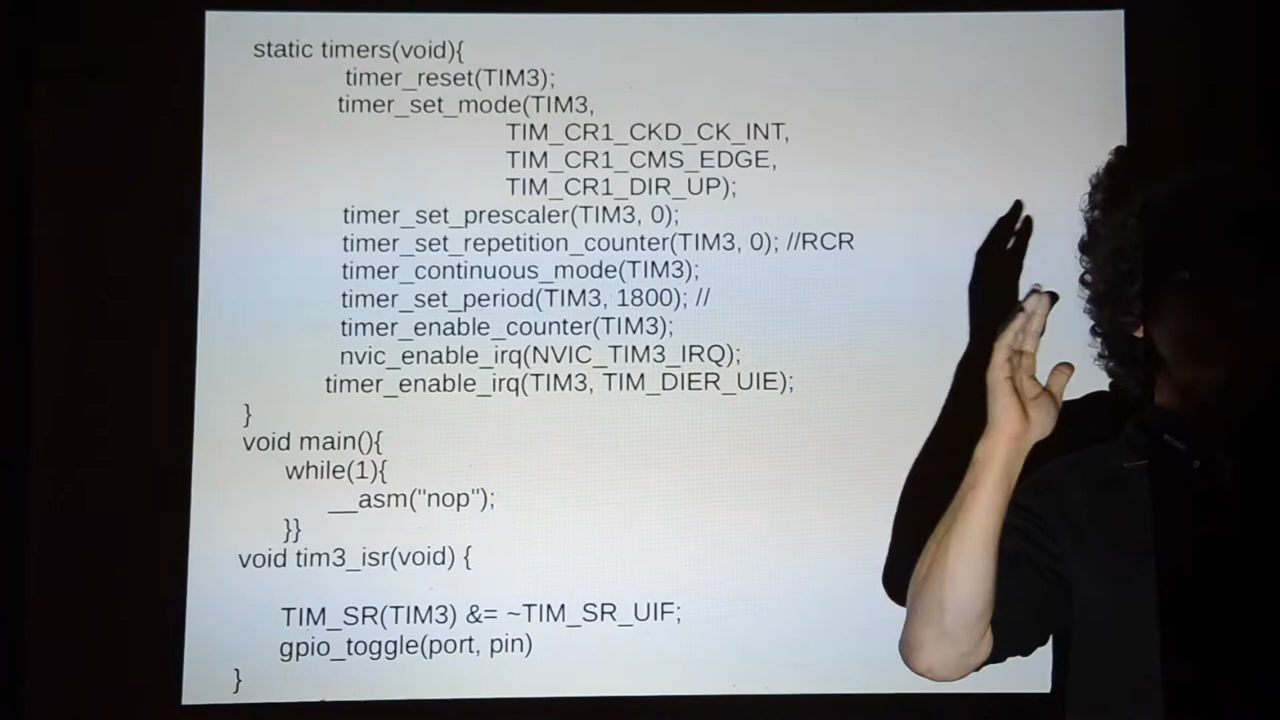 static timers(void){
timer_reset(TIM3);
timer_set_mode(TIM3,
TIM_CR1_CKD_CK_INT,
TIM_CR1_CMS_EDGE,
TIM_CR1_DIR_UP);
timer_set_prescaler(TIM3, 0);
timer_set_repetition_counter(TIM3, 0); //RCR
timer_continuous_mode(TIM3);
timer_set_period(TIM3, 1800); //
timer_enable_counter(TIM3);
nvic_enable_irq(NVIC_TIM3_IRQ);
timer_enable_irq(TIM3, TIM_DIER_UIE);
}
void main(){
while(1){
__asm("nop");
}}
void tim3_isr(void) {
TIM_SR(TIM3) &= ~TIM_SR_UIF;
gpio_toggle(port, pin)
}